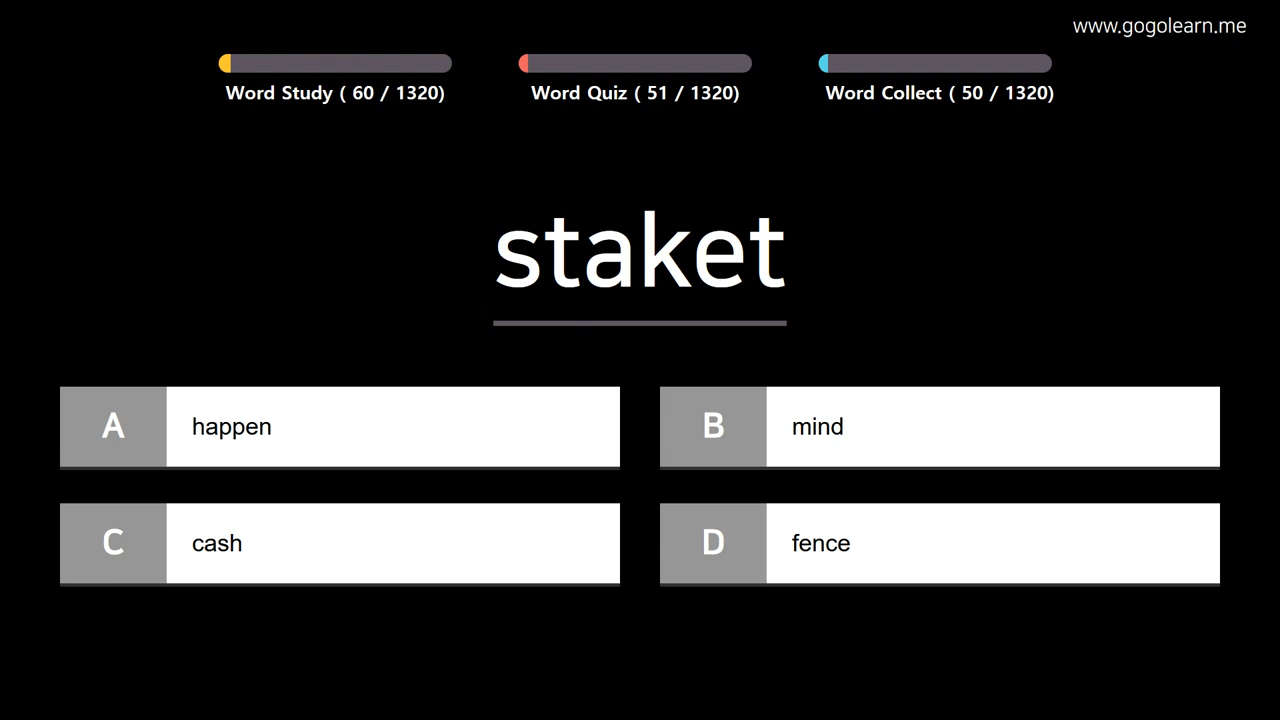 www.gogolearn.me
Word Study ( 60 / 1320)
Word Quiz ( 51 / 1320)
Word Collect ( 50 / 1320)
staket
A happen
B mind
C cash
D fence